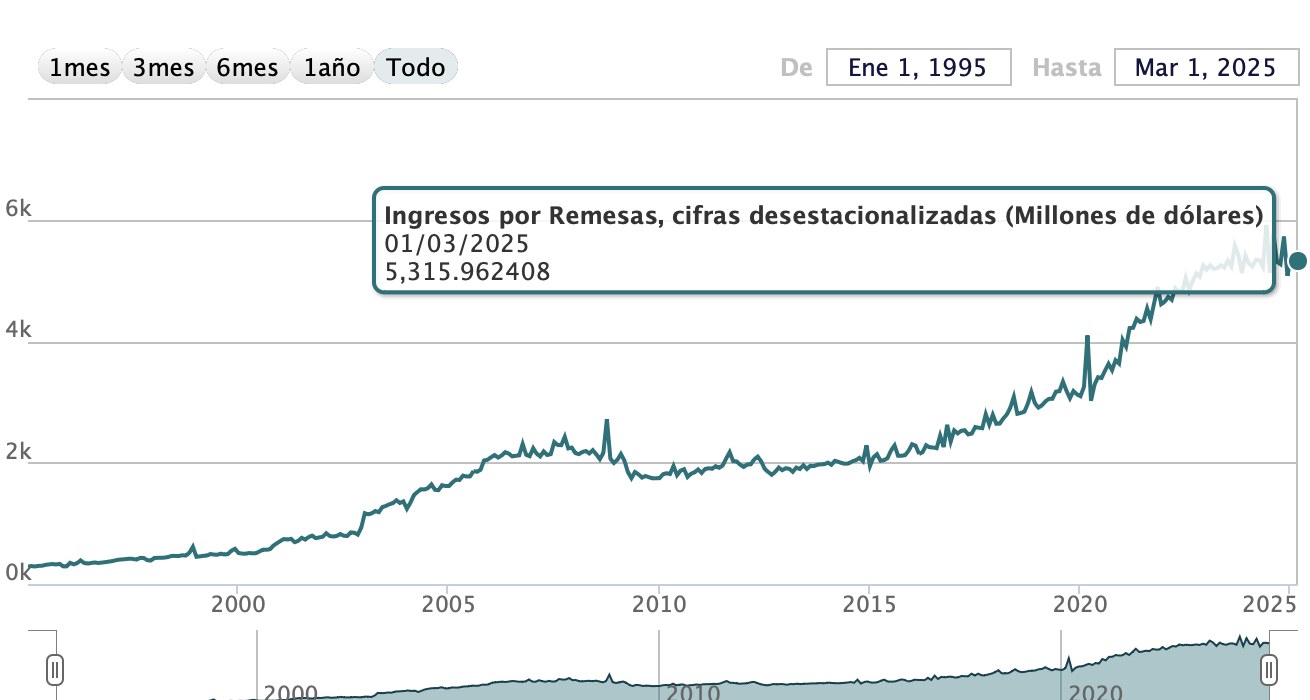 1mes 3mes 6mes 1año Todo De Ene 1, 1995 Hasta Mar 1, 2025
6k
Ingresos por Remesas, cifras desestacionalizadas (Millones de dólares)
01/03/2025
5,315.962408
4k
2k
0k
2000 2005 2010 2015 2020 2025
2000 2010 2020